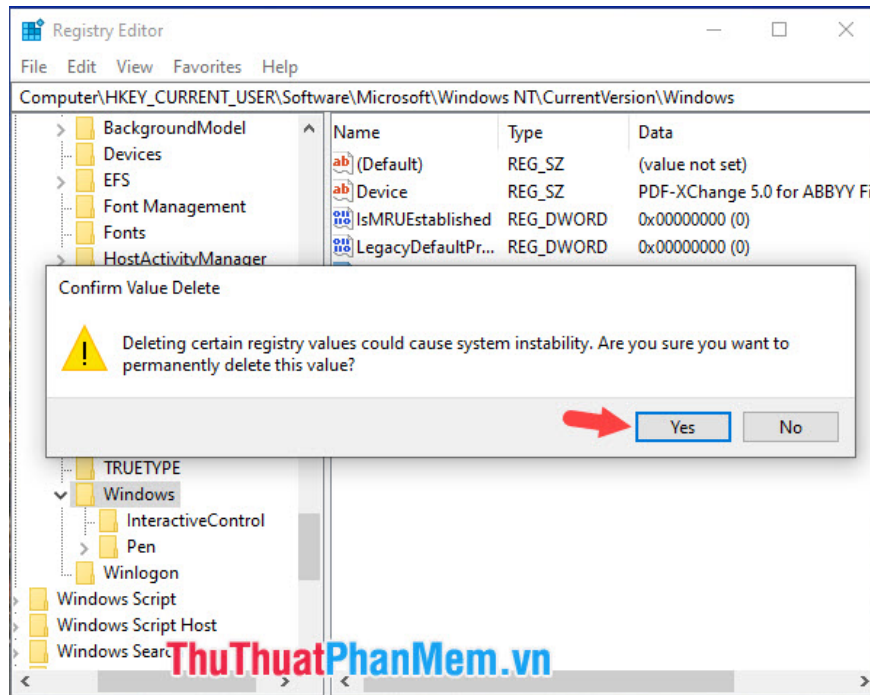 Registry Editor
File Edit View Favorites Help
Computer\HKEY_CURRENT_USER\Software\Microsoft\Windows NT\CurrentVersion\Windows
BackgroundModel
Devices
EFS
Font Management
Fonts
HostActivityManager
Name Type Data
(Default) REG_SZ (value not set)
Device REG_SZ PDF-XChange 5.0 for ABBYY Fi
IsMRUEstablished REG_DWORD 0x00000000 (0)
LegacyDefaultPr... REG_DWORD 0x00000000 (0)
Confirm Value Delete
Deleting certain registry values could cause system instability. Are you sure you want to
permanently delete this value?
Yes No
TRUETYPE
Windows
InteractiveControl
Pen
Winlogon
Windows Script
Windows Script Host
Windows Searc
ThuThuatPhanMem.vn